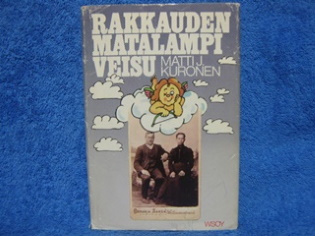 RAKKAUDEN
MATALAMPI
VEISU MATTI J.
KURONEN
WSOY